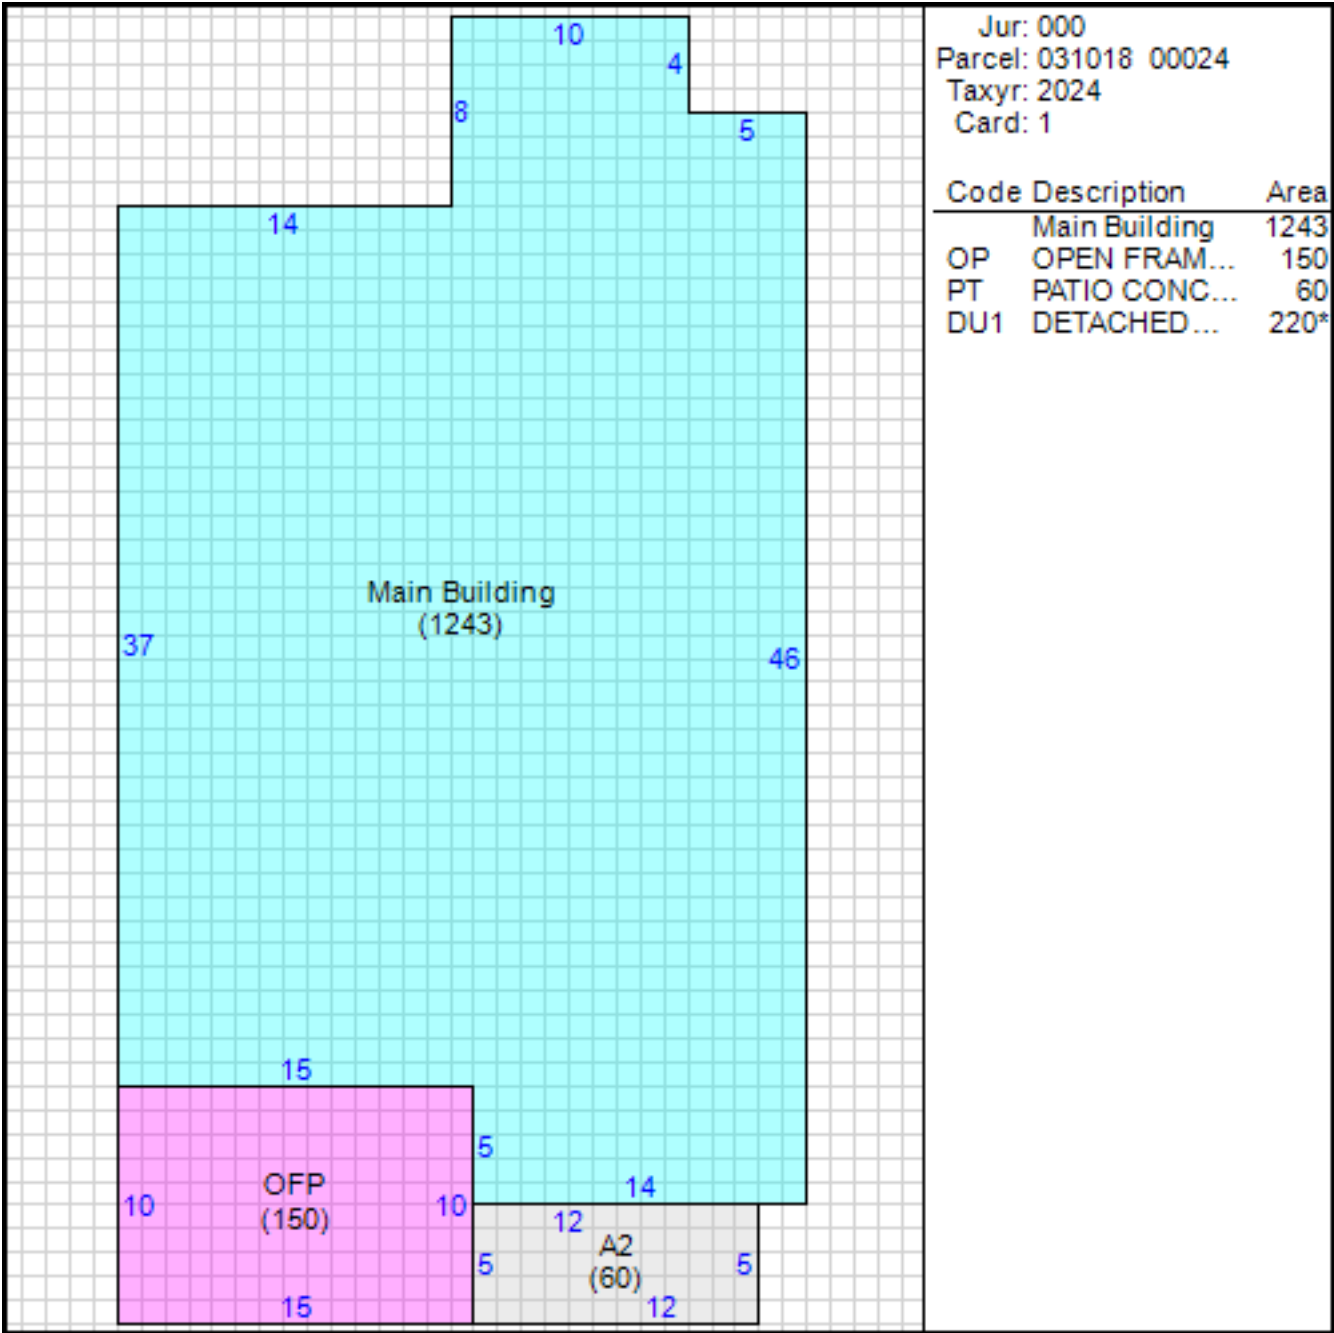 10
4
8
5
14
Main Building
(1243)
37
46
15
5
14
OFP
(150)
10
10
12
A2
(60)
5
5
15
12
Jur: 000
Parcel: 031018 00024
Taxyr: 2024
Card: 1
Code Description Area
Main Building 1243
OP OPEN FRAM... 150
PT PATIO CONC... 60
DU1 DETACHED... 220*